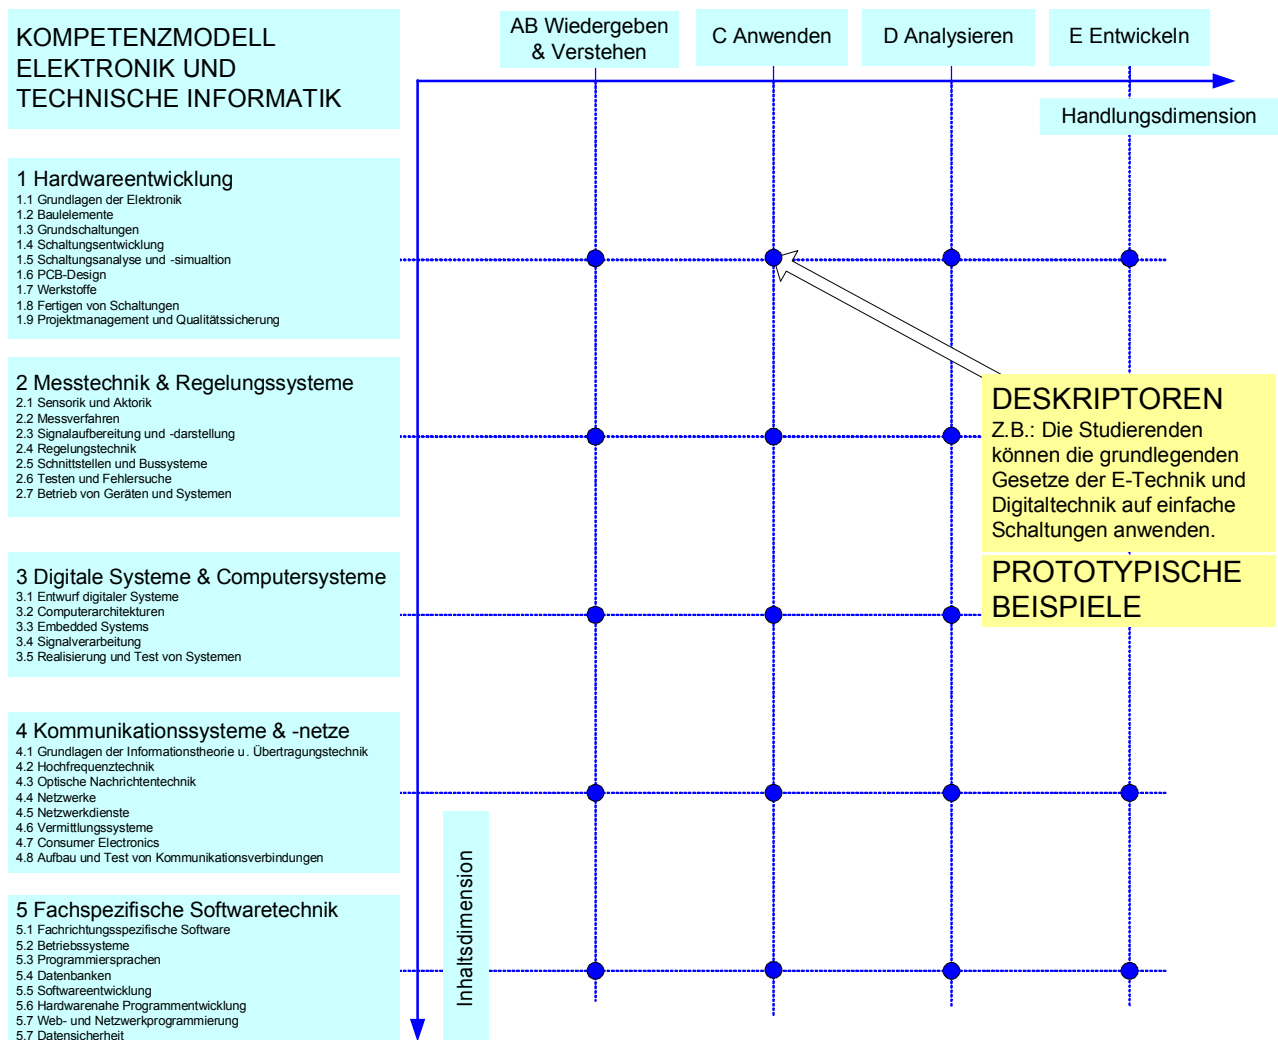 KOMPETENZMODELL
ELEKTRONIK UND
TECHNISCHE INFORMATIK
AB Wiedergeben
& Verstehen
C Anwenden
D Analysieren
E Entwickeln
Handlungsdimension
1 Hardwareentwicklung
1.1 Grundlagen der Elektronik
1.2 Baulelemente
1.3 Grundschaltungen
1.4 Schaltungsentwicklung
1.5 Schaltungsanalyse und -simualtion
1.6 PCB-Design
1.7 Werkstoffe
1.8 Fertigen von Schaltungen
1.9 Projektmanagement und Qualitätssicherung
2 Messtechnik & Regelungssysteme
2.1 Sensorik und Aktorik
2.2 Messverfahren
2.3 Signalaufbereitung und -darstellung
2.4 Regelungstechnik
2.5 Schnittstellen und Bussysteme
2.6 Testen und Fehlersuche
2.7 Betrieb von Geräten und Systemen
DESKRIPTOREN
Z.B.: Die Studierenden
können die grundlegenden
Gesetze der E-Technik und
Digitaltechnik auf einfache
Schaltungen anwenden.
PROTOTYPISCHE
BEISPIELE
3 Digitale Systeme & Computersysteme
3.1 Entwurf digitaler Systeme
3.2 Computerarchitekturen
3.3 Embedded Systems
3.4 Signalverarbeitung
3.5 Realisierung und Test von Systemen
4 Kommunikationssysteme & -netze
4.1 Grundlagen der Informationstheorie u. Übertragungstechnik
4.2 Hochfrequenztechnik
4.3 Optische Nachrichtentechnik
4.4 Netzwerke
4.5 Netzwerkdienste
4.6 Vermittlungssysteme
4.7 Consumer Electronics
4.8 Aufbau und Test von Kommunikationsverbindungen
Inhaltsdimension
5 Fachspezifische Softwaretechnik
5.1 Fachrichtungsspezifische Software
5.2 Betriebssysteme
5.3 Programmiersprachen
5.4 Datenbanken
5.5 Softwareentwicklung
5.6 Hardwarenahe Programmentwicklung
5.7 Web- und Netzwerkprogrammierung
5.7 Datensicherheit